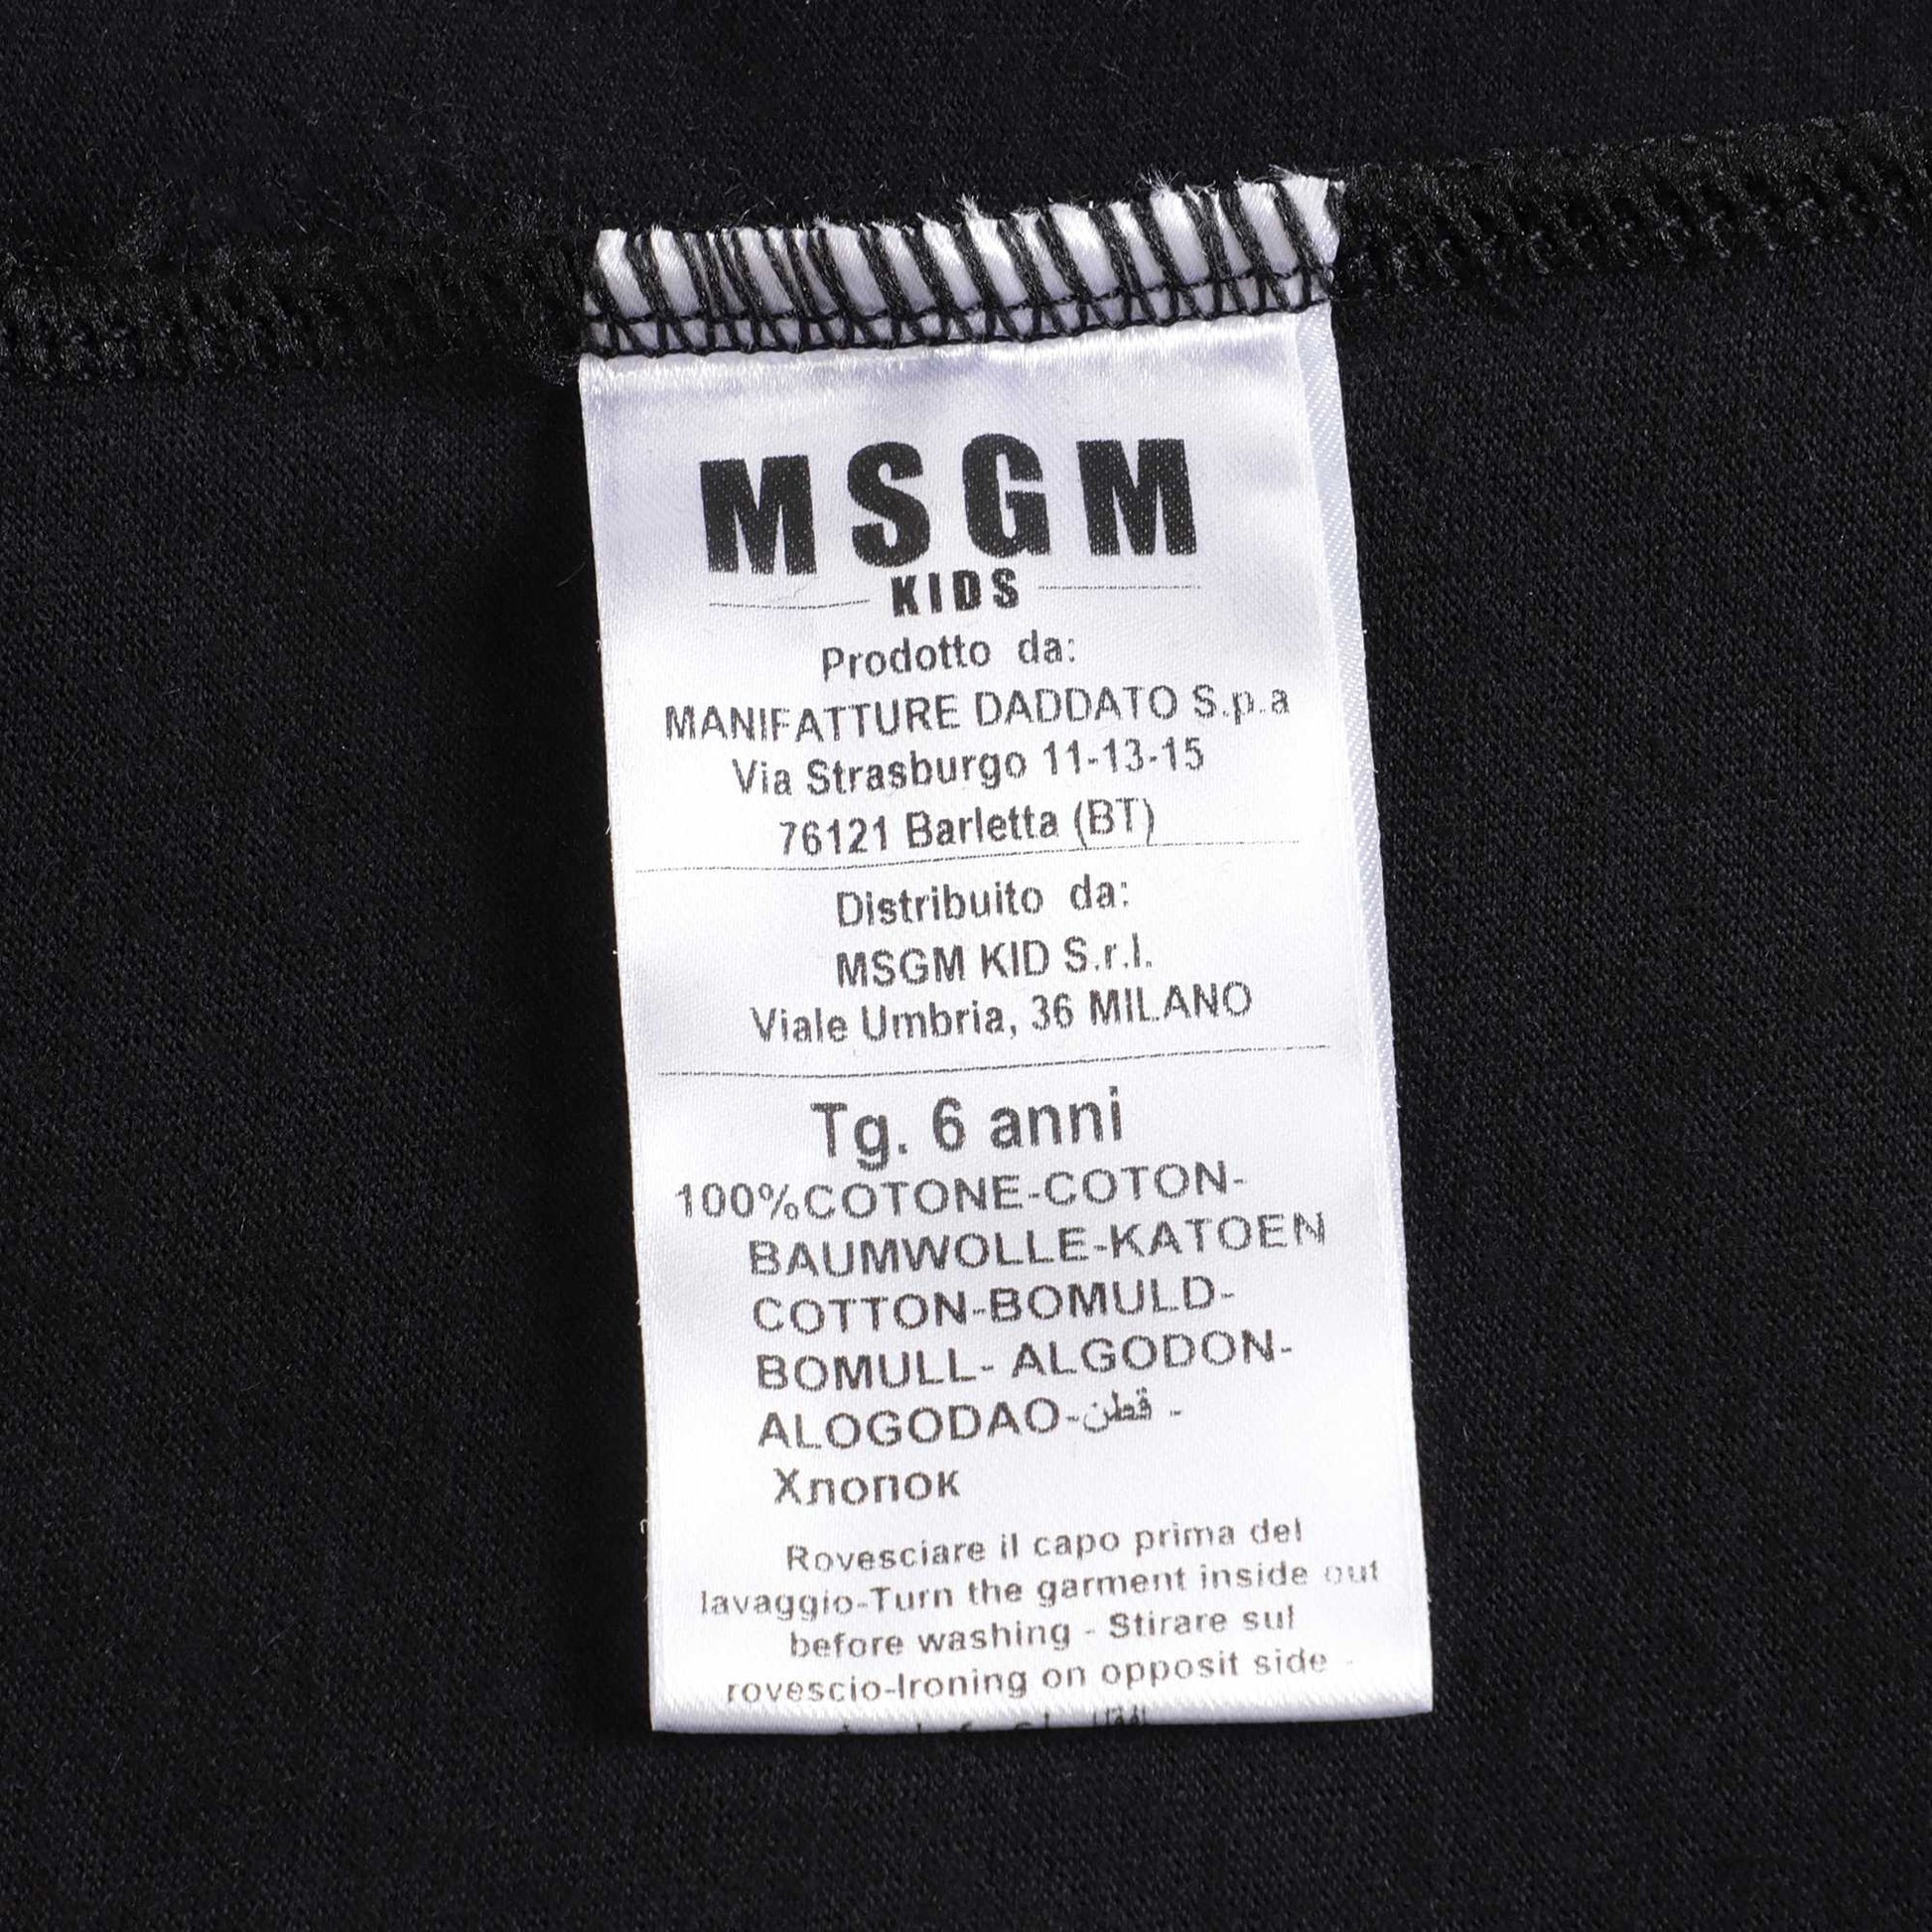 MSGM
KIDS
Prodotto da:
MANIFATTURE DADDATO S.p.a
Via Strasburgo 11-13-15
76121 Barletta (BT)
Distribuito da:
MSGM KID S.r.l.
Viale Umbria, 36 MILANO
Tg. 6 anni
100%COTONE-COTON-
BAUMWOLLE-KATOEN
COTTON-BOMULD-
BOMULL- ALGODON-
ALOGODAO-قطن -
Хлопок
Rovesciare il capo prima del
lavaggio-Turn the garment inside out
before washing - Stirare sul
rovescio-Ironing on opposit side -